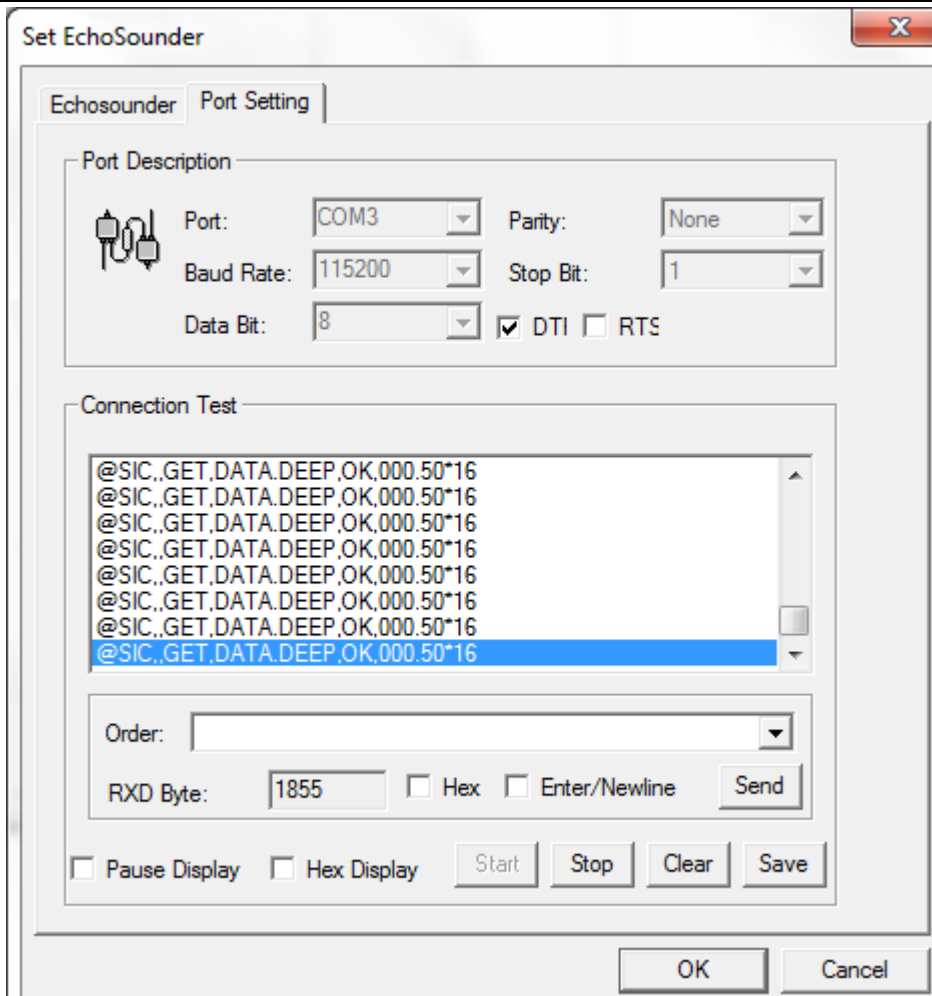 Set EchoSounder
Echosounder Port Setting
Port Description
Port: COM3 Parity: None
Baud Rate: 115200 Stop Bit: 1
Data Bit: 8 DTI RTS
Connection Test
@SIC,,GET,DATA.DEEP,OK,000.50*16
@SIC,,GET,DATA.DEEP,OK,000.50*16
@SIC,,GET,DATA.DEEP,OK,000.50*16
@SIC,,GET,DATA.DEEP,OK,000.50*16
@SIC,,GET,DATA.DEEP,OK,000.50*16
@SIC,,GET,DATA.DEEP,OK,000.50*16
@SIC,,GET,DATA.DEEP,OK,000.50*16
@SIC,,GET,DATA.DEEP,OK,000.50*16
Order:
RXD Byte: 1855 Hex Enter/Newline Send
Pause Display Hex Display Start Stop Clear Save
OK Cancel